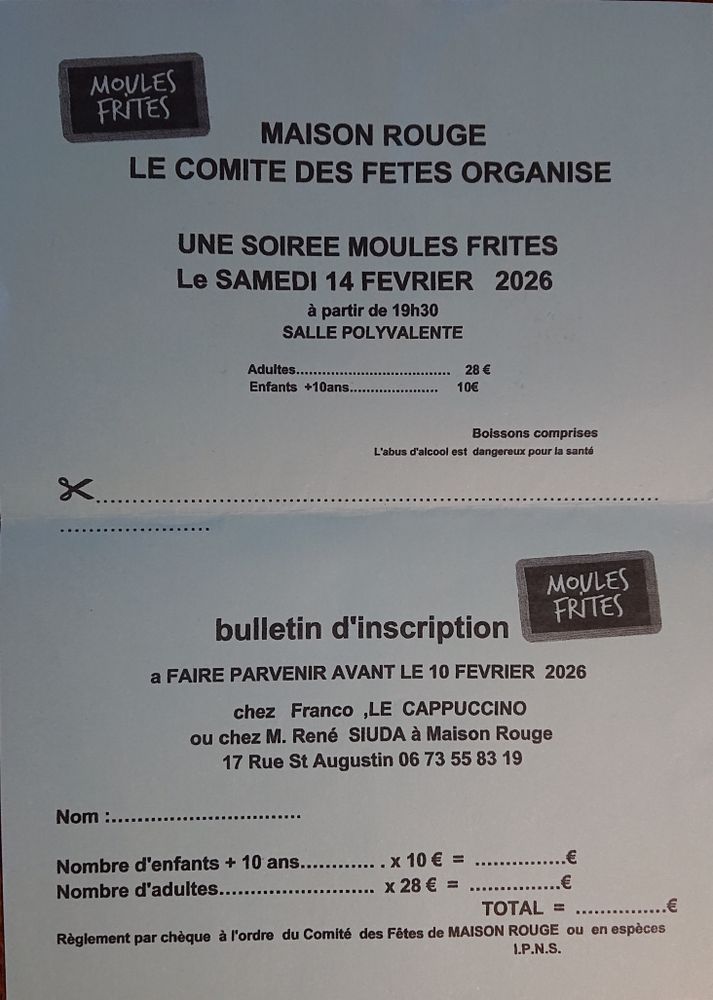 MOULES
FRITES
MAISON ROUGE
LE COMITE DES FETES ORGANISE
UNE SOIREE MOULES FRITES
Le SAMEDI 14 FEVRIER 2026
à partir de 19h30
SALLE POLYVALENTE
Adultes..................................... 28 €
Enfants +10ans..................... 10€
Boissons comprises
L'abus d'alcool est dangereux pour la santé
bulletin d'inscription
MOULES
FRITES
a FAIRE PARVENIR AVANT LE 10 FEVRIER 2026
chez Franco ,LE CAPPUCCINO
ou chez M. René SIUDA à Maison Rouge
17 Rue St Augustin 06 73 55 83 19
Nom :.............................
Nombre d'enfants + 10 ans............ . x 10 € = ..............€
Nombre d'adultes........................ x 28 € = ..............€
TOTAL = ..............€
Règlement par chèque à l'ordre du Comité des Fêtes de MAISON ROUGE ou en espèces
I.P.N.S.